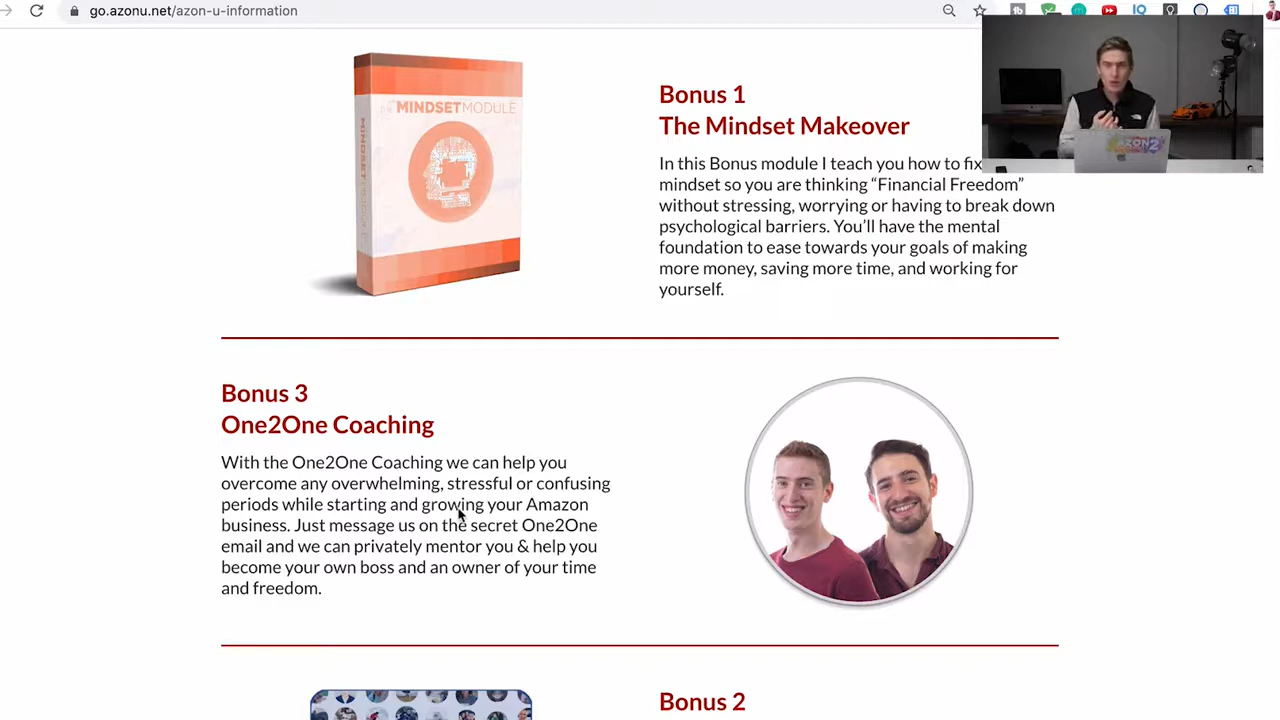 go.azonu.net/azon-u-information
MINDSETMODULE
Bonus 1
The Mindset Makeover
In this Bonus module I teach you how to fix
mindset so you are thinking “Financial Freedom”
without stressing, worrying or having to break down
psychological barriers. You’ll have the mental
foundation to ease towards your goals of making
more money, saving more time, and working for
yourself.
Bonus 3
One2One Coaching
With the One2One Coaching we can help you
overcome any overwhelming, stressful or confusing
periods while starting and growing your Amazon
business. Just message us on the secret One2One
email and we can privately mentor you & help you
become your own boss and an owner of your time
and freedom.
Bonus 2